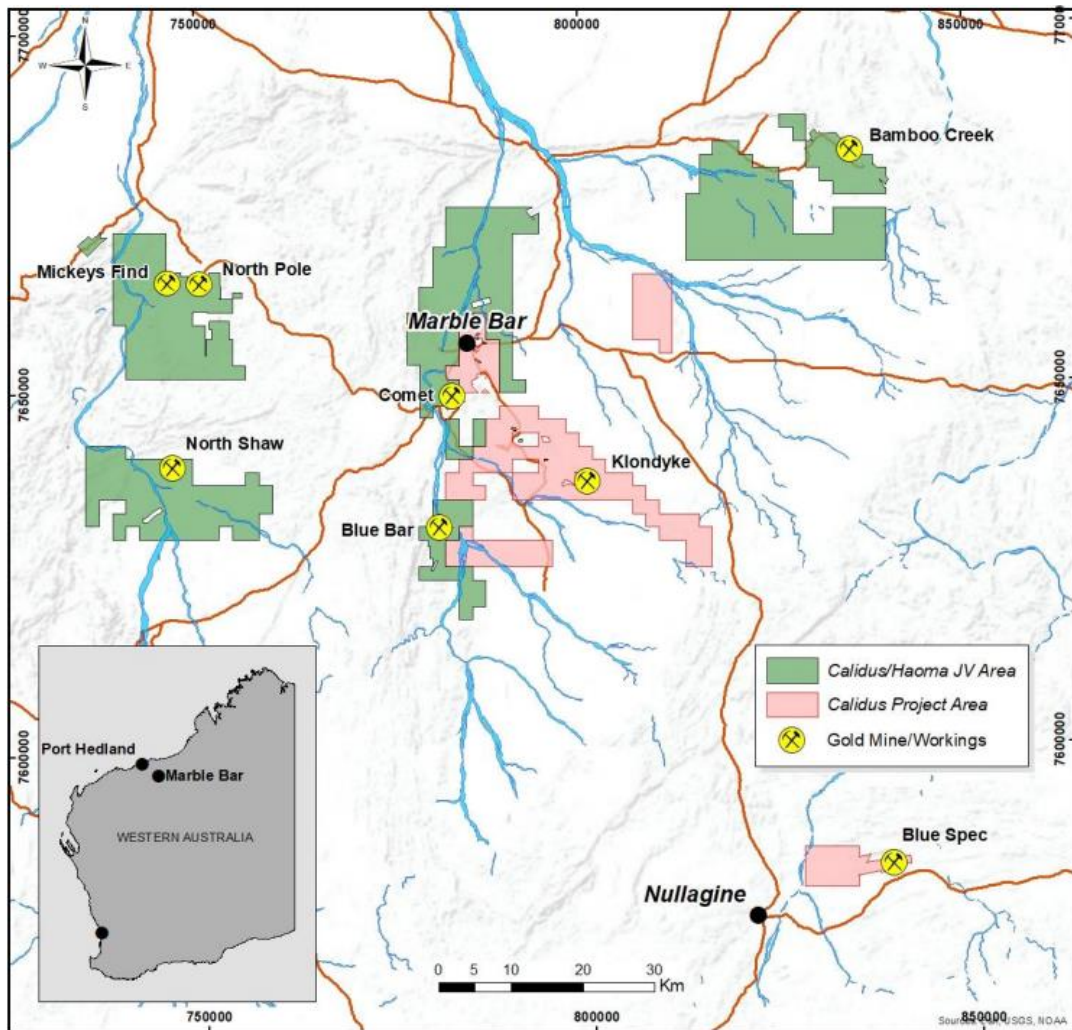 750000
800000
850000
7700000
N
W
E
S
Bamboo Creek
Mickeys Find
North Pole
Marble Bar
7650000
7650000
Comet
North Shaw
Klondyke
Blue Bar
Calidus/Haoma JV Area
Calidus Project Area
Gold Mine/Workings
Port Hedland
Marble Bar
WESTERN AUSTRALIA
7600000
7600000
Blue Spec
Nullagine
0 5 10 20 30
Km
750000
800000
850000
USGS, NOAA